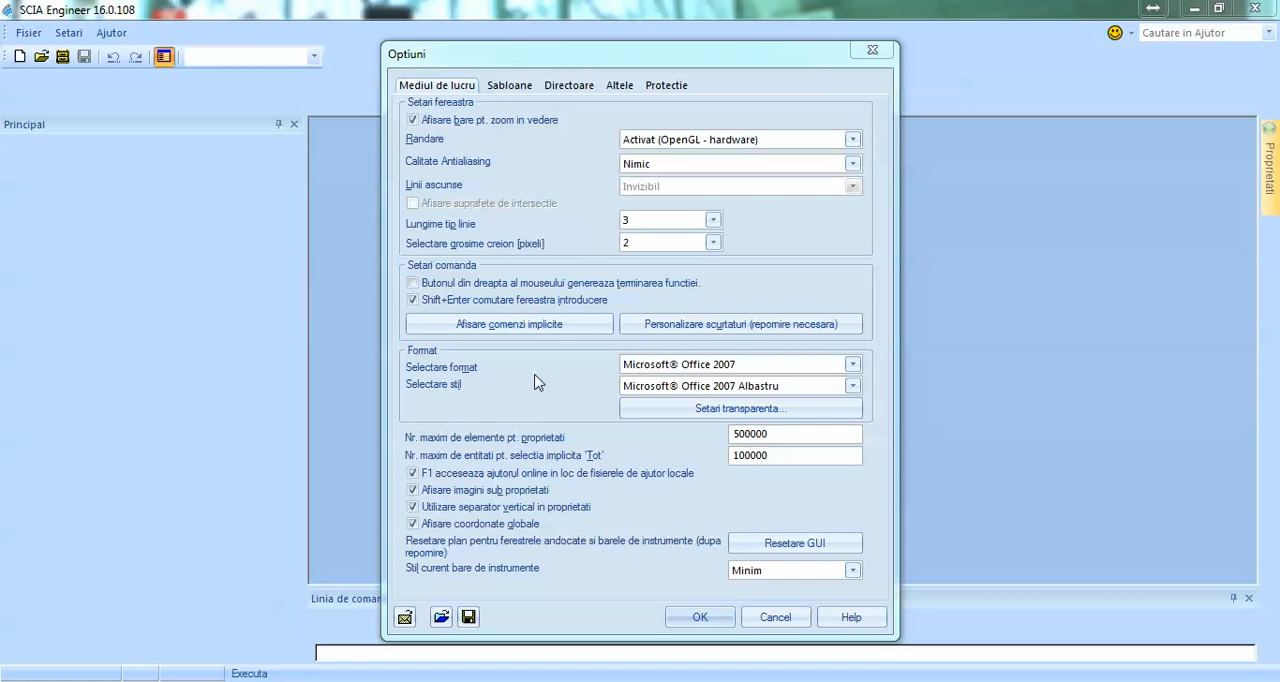 SCIA Engineer 16.0.108
Fisier Setari Ajutor
Cautare in Ajutor
Principal
Proprietati
Optiuni
Mediul de lucru Sabloane Directoare Altele Protectie
Setari fereastra
Afisare bare pt. zoom in vedere
Randare Activat (OpenGL - hardware)
Calitate Antialiasing Nimic
Linii ascunse Invizibil
Afisare suprafete de intersectie
Lungime tip linie 3
Selectare grosime creion [pixeli] 2
Setari comanda
Butonul din dreapta al mouseului genereaza terminarea functiei.
Shift+Enter comutare fereastra introducere
Afisare comenzi implicite Personalizare scurtaturi (repornire necesara)
Format
Selectare format Microsoft® Office 2007
Selectare stil Microsoft® Office 2007 Albastru
Setari transparenta...
Nr. maxim de elemente pt. proprietati 500000
Nr. maxim de entitati pt. selectia implicita 'Tot' 100000
F1 acceseaza ajutorul online in loc de fisierele de ajutor locale
Afisare imagini sub proprietati
Utilizare separator vertical in proprietati
Afisare coordonate globale
Resetare plan pentru ferestrele andocate si barele de instrumente (dupa
repornire) Resetare GUI
Stil curent bare de instrumente Minim
OK Cancel Help
Linia de coman
Executa